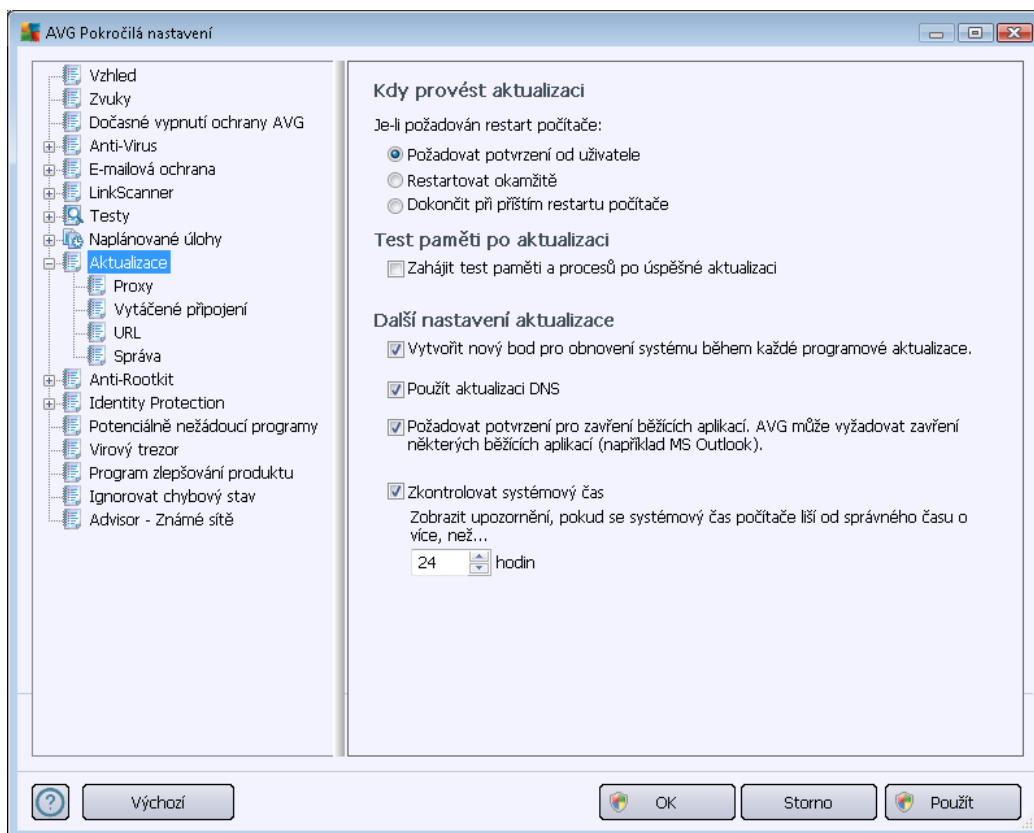 AVG Pokročilá nastavení
Vzhled
Zvuky
Dočasné vypnutí ochrany AVG
Anti-Virus
E-mailová ochrana
LinkScanner
Testy
Naplánované úlohy
Aktualizace
Proxy
Vytáčené připojení
URL
Správa
Anti-Rootkit
Identity Protection
Potenciálně nežádoucí programy
Virový trezor
Program zlepšování produktu
Ignorovat chybový stav
Advisor - Známé sítě
Kdy provést aktualizaci
Je-li požadován restart počítače:
Požadovat potvrzení od uživatele
Restartovat okamžitě
Dokončit při příštím restartu počítače
Test paměti po aktualizaci
Zahájit test paměti a procesů po úspěšné aktualizaci
Další nastavení aktualizace
Vytvořit nový bod pro obnovení systému během každé programové aktualizace.
Použít aktualizaci DNS
Požadovat potvrzení pro zavření běžících aplikací. AVG může vyžadovat zavření
některých běžících aplikací (například MS Outlook).
Zkontrolovat systémový čas
Zobrazit upozornění, pokud se systémový čas počítače liší od správného času o
více, než...
24 hodin
Výchozí
OK
Storno
Použít